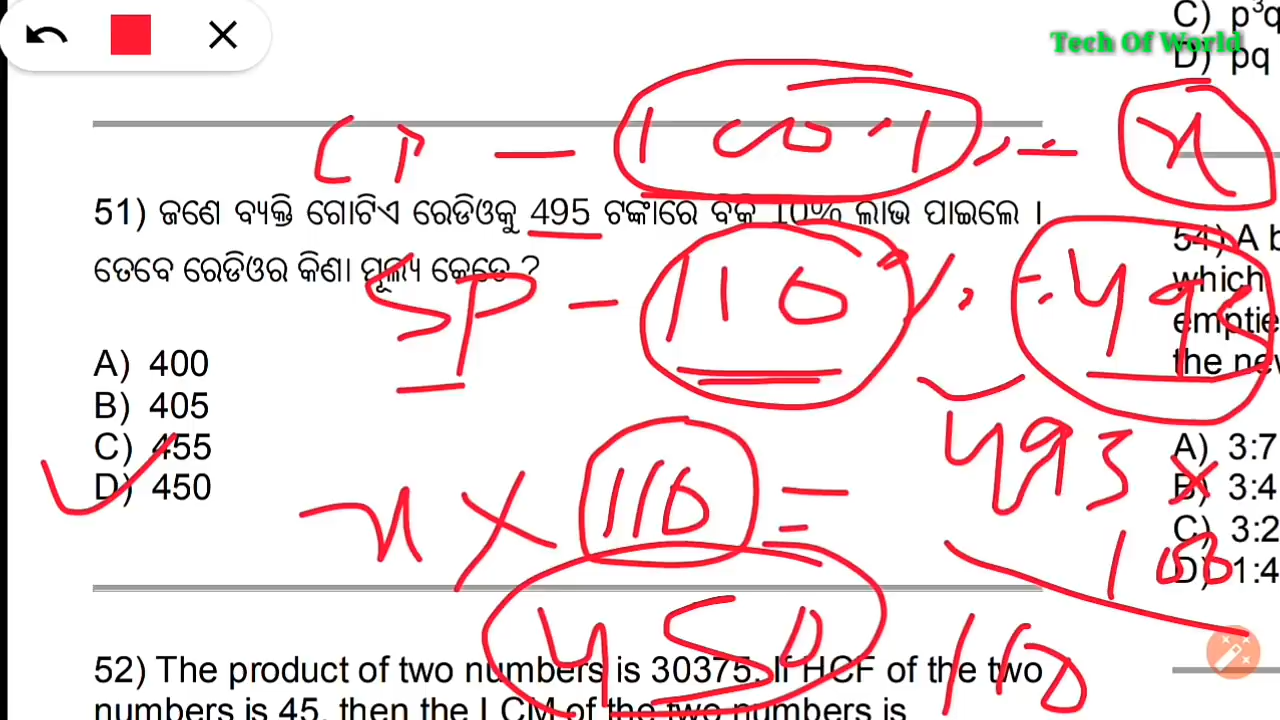 C) p³q
Tech Of World
D) pq
CP - 100% = x
51) ଜଣେ ବ୍ୟକ୍ତି ଗୋଟିଏ ରେଡିଓକୁ 495 ଟଙ୍କାରେ ବିକି 10% ଲାଭ ପାଇଲେ ।
ତେବେ ରେଡିଓର କିଣା ମୂଲ୍ୟ କେତେ ?
SP - 110% = 495
A) 400
B) 405
C) 455
D) 450
x × 110 = 495 × 100
110
450
52) The product of two numbers is 30375. If HCF of the two
numbers is 45, then the LCM of the two numbers is
54) A b
which
emptie
the new
A) 3:7
B) 3:4
C) 3:2
D) 1:4